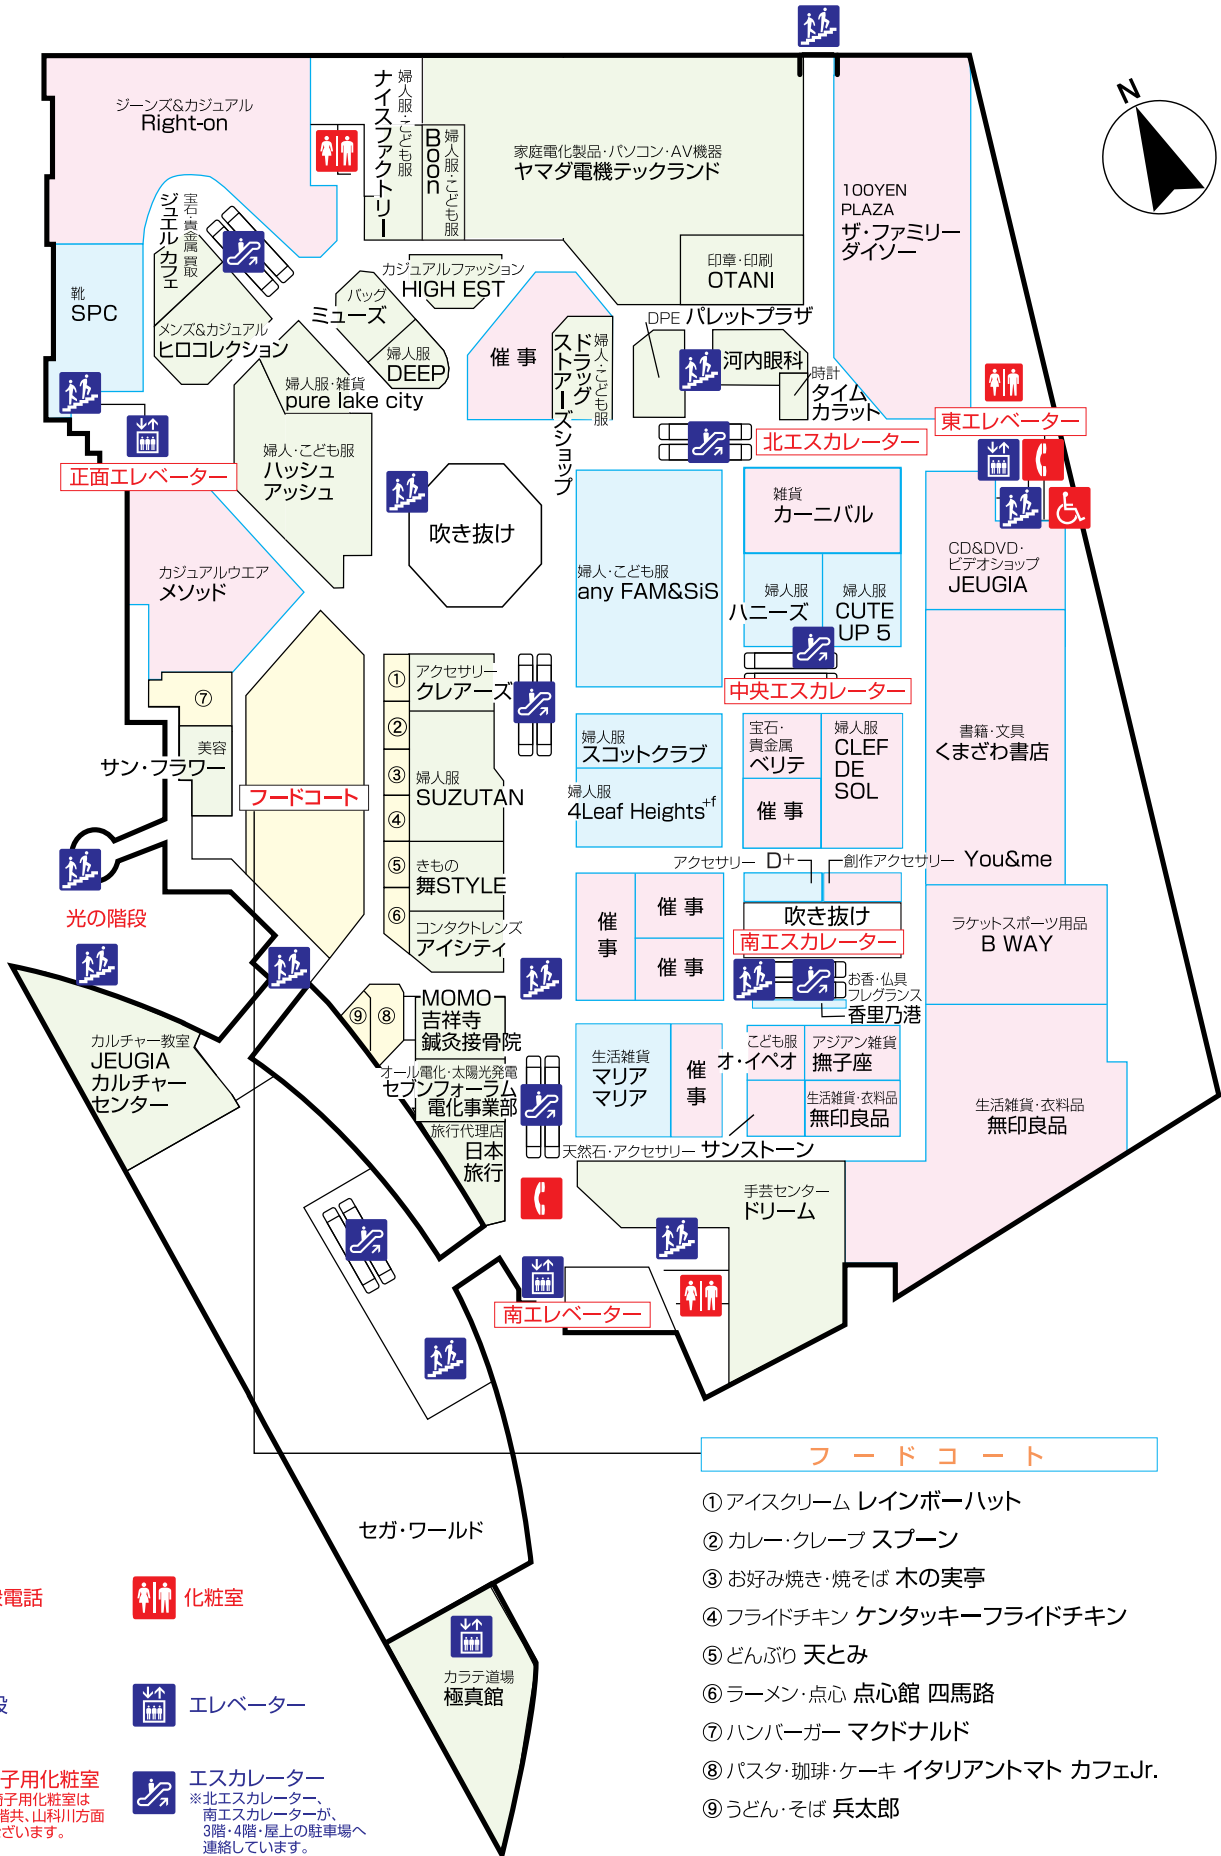 N
ジーンズ&カジュアル
Right-on
婦人服・こども服
ナイスファクトリー
婦人服・こども服
Boon
家庭電化製品・パソコン・AV機器
ヤマダ電機テックランド
100YEN
PLAZA
ザ・ファミリー
ダイソー
宝石・貴金属 買取
ジュエル・カフェ
靴
SPC
メンズ&カジュアル
ヒロコレクション
カジュアルファッション
HIGH EST
バッグ
ミューズ
婦人服
DEEP
印章・印刷
OTANI
DPE パレットプラザ
催 事
婦人・こども服
ドラッグ
ストアーズショップ
河内眼科
時計
タイム
カラット
婦人服・雑貨
pure lake city
婦人・こども服
ハッシュ
アッシュ
正面エレベーター
北エスカレーター
東エレベーター
吹き抜け
雑貨
カーニバル
CD&DVD・
ビデオショップ
JEUGIA
カジュアルウエア
メソッド
婦人・こども服
any FAM&SiS
婦人服
ハニーズ
婦人服
CUTE
UP 5
中央エスカレーター
①
アクセサリー
クレアーズ
⑦
②
美容
サン・フラワー
③
婦人服
SUZUTAN
フードコート
④
婦人服
スコットクラブ
婦人服
4Leaf Heights+f
宝石・
貴金属
ベリテ
催 事
婦人服
CLEF
DE
SOL
書籍・文具
くまざわ書店
⑤
きもの
舞STYLE
⑥
コンタクトレンズ
アイシティ
アクセサリー D+
創作アクセサリー You&me
光の階段
催
事
催 事
催 事
吹き抜け
南エスカレーター
ラケットスポーツ用品
B WAY
お香・仏具
フレグランス
香里乃港
⑨
⑧
MOMO
吉祥寺
鍼灸接骨院
カルチャー教室
JEUGIA
カルチャー
センター
オール電化・太陽光発電
セブンフォーラム
電化事業部
旅行代理店
日本
旅行
生活雑貨
マリア
マリア
催
事
こども服
オ・イペオ
アジアン雑貨
撫子座
生活雑貨・衣料品
無印良品
生活雑貨・衣料品
無印良品
天然石・アクセサリー サンストーン
手芸センター
ドリーム
南エレベーター
セガ・ワールド
カラテ道場
極真館
フードコート
①アイスクリーム レインボーハット
②カレー・クレープ スプーン
③お好み焼き・焼そば 木の実亭
④フライドチキン ケンタッキーフライドチキン
⑤どんぶり 天とみ
⑥ラーメン・点心 点心館 四馬路
⑦ハンバーガー マクドナルド
⑧パスタ・珈琲・ケーキ イタリアントマト カフェJr.
⑨うどん・そば 兵太郎
電話
化粧室
段
エレベーター
子用化粧室
子用化粧室は
階共、山科川方面
ざいます。
エスカレーター
※北エスカレーター、
南エスカレーターが、
3階・4階・屋上の駐車場へ
連絡しています。